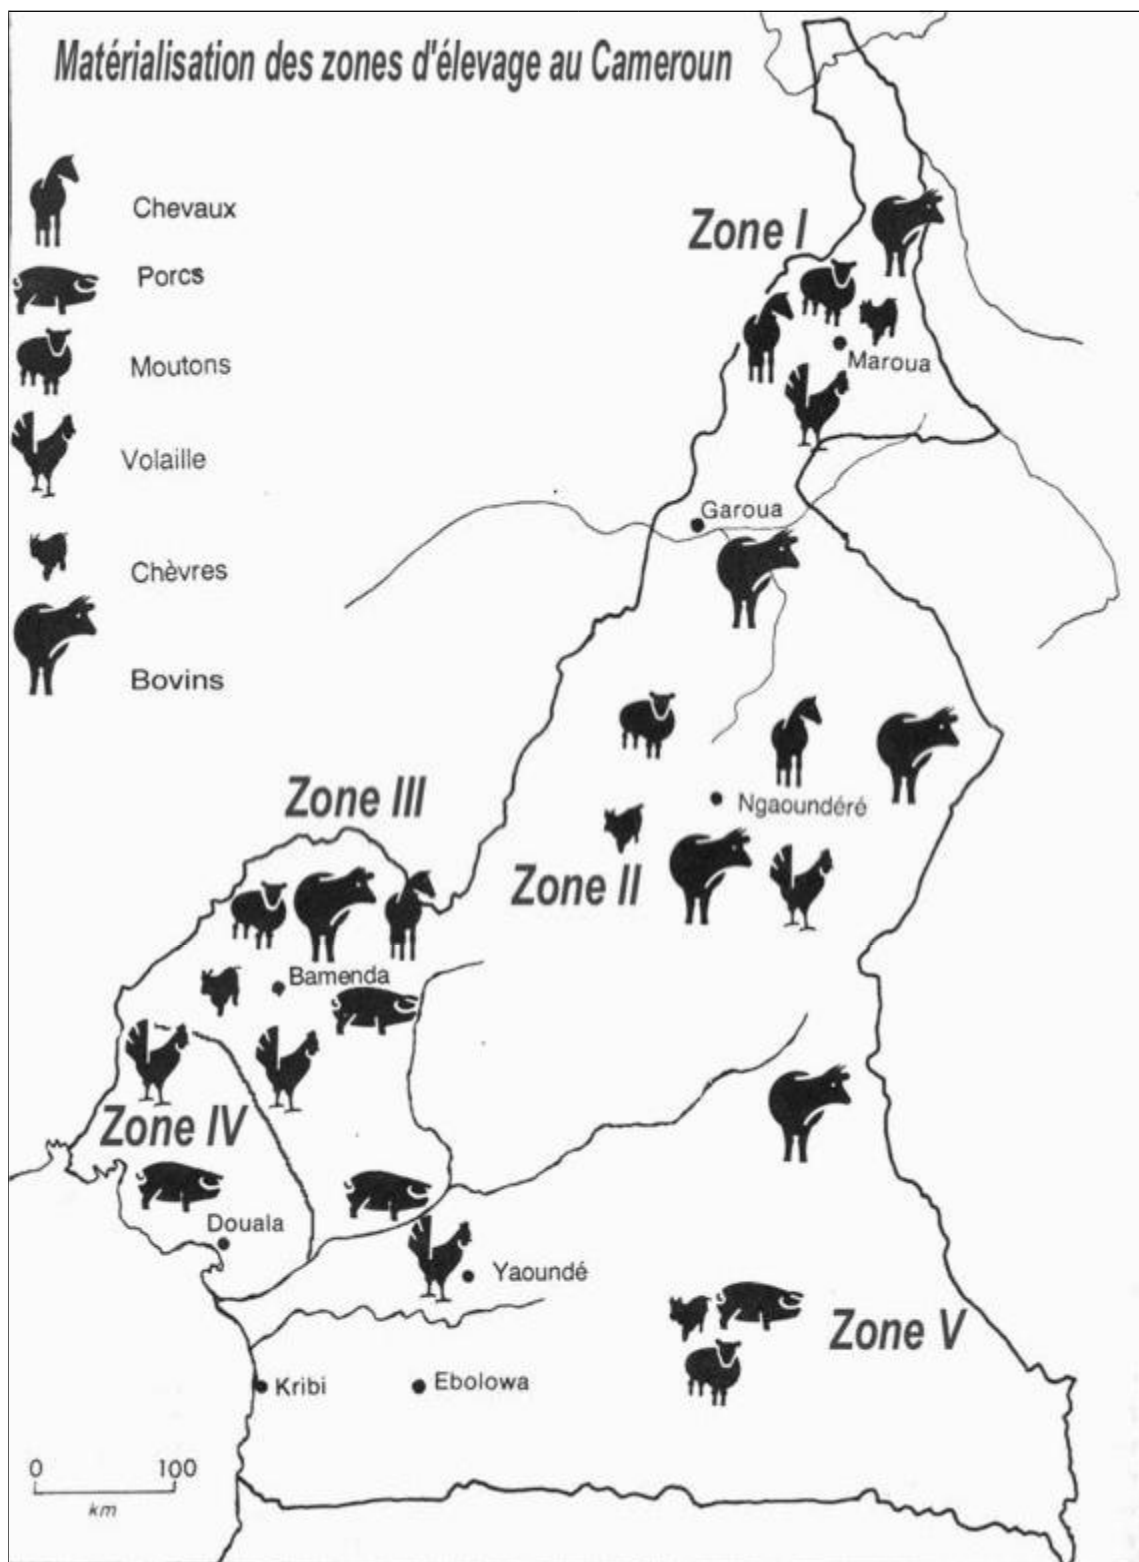 Matérialisation des zones d'élevage au Cameroun
Chevaux
Porcs
Moutons
Volaille
Chèvres
Bovins
Zone I
Maroua
Garoua
Ngaoundéré
Zone II
Zone III
Bamenda
Zone IV
Douala
Yaoundé
Zone V
Kribi
Ebolowa
0 100
km